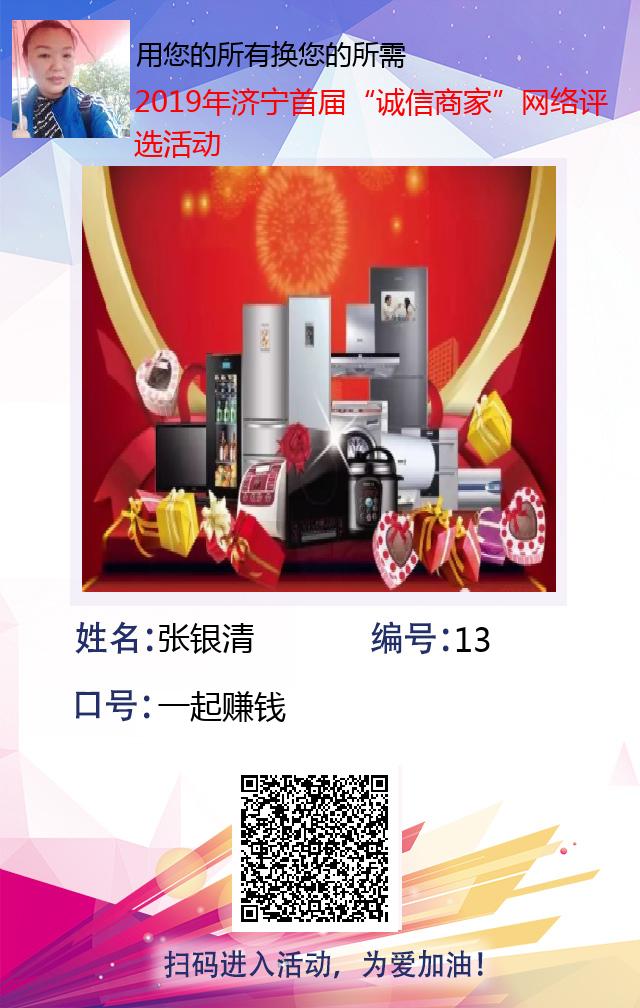 用您的所有换您的所需
2019年济宁首届“诚信商家”网络评
选活动
姓名：张银清
编号：13
口号：一起赚钱
扫码进入活动，为爱加油！